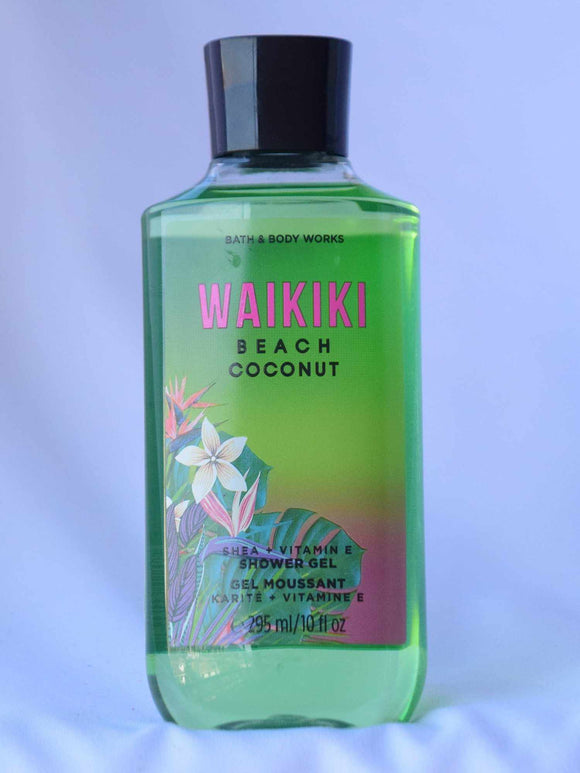 BATH & BODY WORKS
WAIKIKI
BEACH
COCONUT
SHEA + VITAMIN E
SHOWER GEL
GEL MOUSSANT
KARITÉ + VITAMINE E
295 ml/10 fl oz